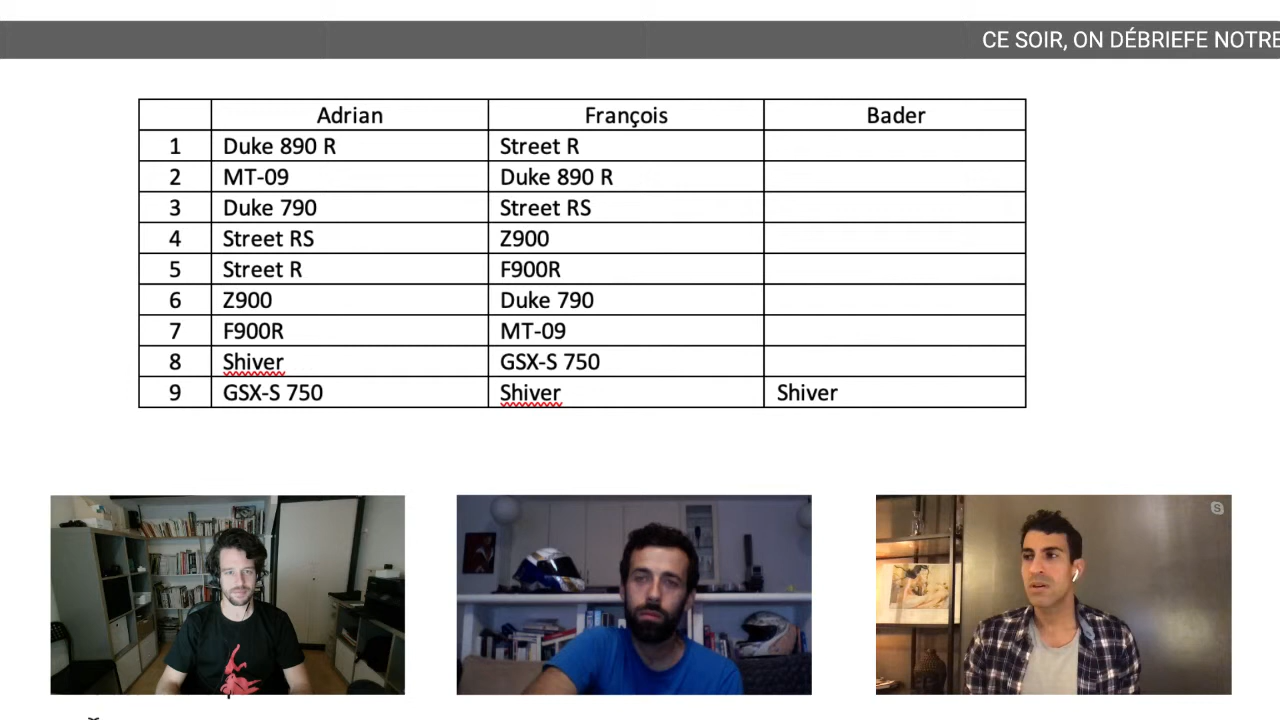 CE SOIR, ON DÉBRIEFE NOTRE
Adrian François Bader
1 Duke 890 R Street R
2 MT-09 Duke 890 R
3 Duke 790 Street RS
4 Street RS Z900
5 Street R F900R
6 Z900 Duke 790
7 F900R MT-09
8 Shiver GSX-S 750
9 GSX-S 750 Shiver Shiver